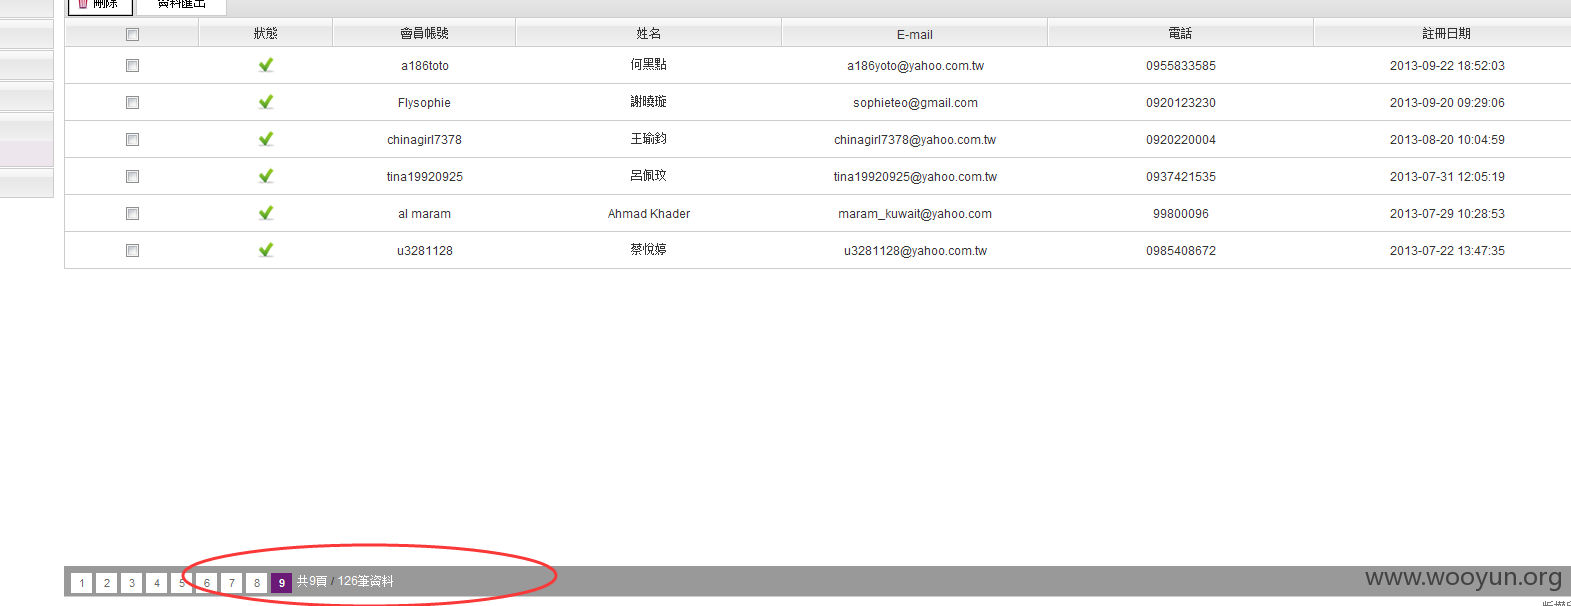 刪除 資料匯出
狀態 會員帳號 姓名 E-mail 電話 註冊日期
a186toto 何黑點 a186yoto@yahoo.com.tw 0955833585 2013-09-22 18:52:03
Flysophie 謝曉璇 sophieteo@gmail.com 0920123230 2013-09-20 09:29:06
chinagirl7378 王瑜鈞 chinagirl7378@yahoo.com.tw 0920220004 2013-08-20 10:04:59
tina19920925 呂佩玟 tina19920925@yahoo.com.tw 0937421535 2013-07-31 12:05:19
al maram Ahmad Khader maram_kuwait@yahoo.com 99800096 2013-07-29 10:28:53
u3281128 蔡悅婷 u3281128@yahoo.com.tw 0985408672 2013-07-22 13:47:35
1 2 3 4 5 6 7 8 9 共9頁 / 126筆資料
www.wooyun.org